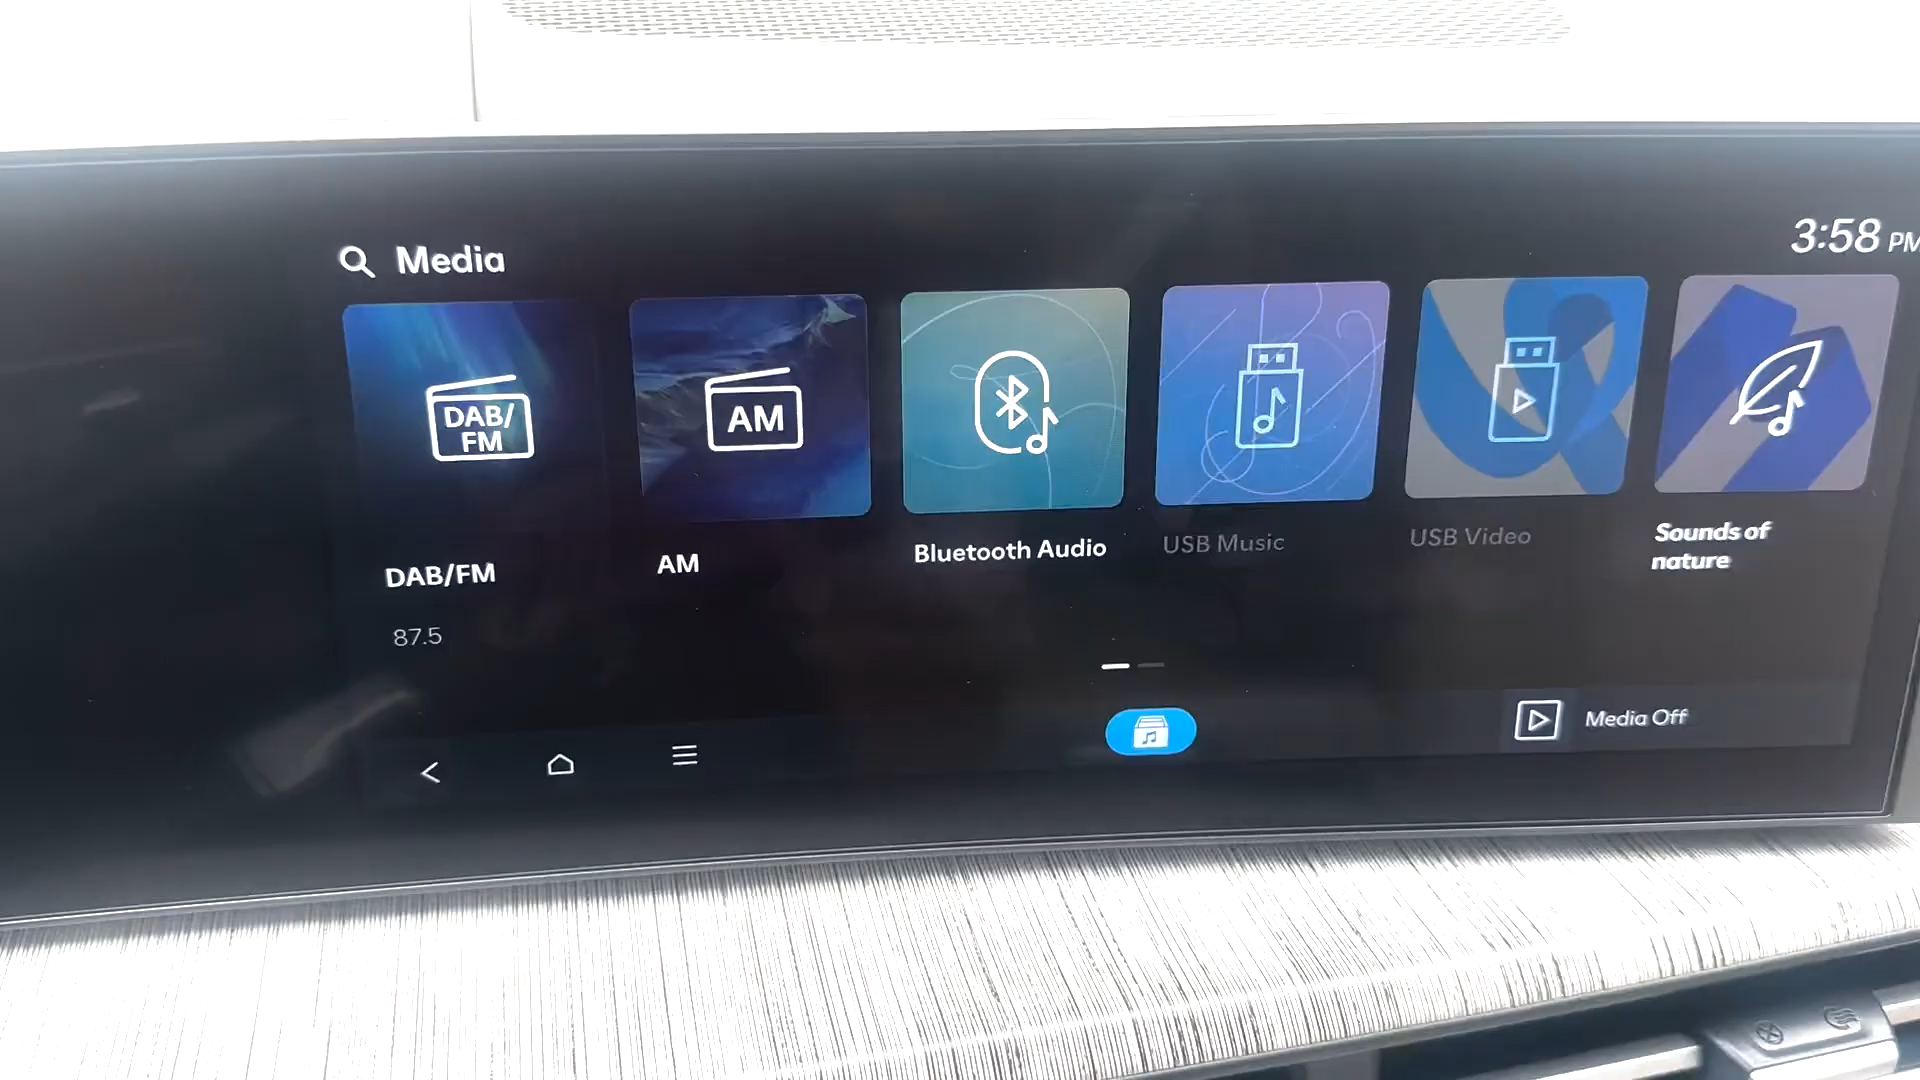 Media
3:58 PM
DAB/
FM
AM
DAB/FM
AM
Bluetooth Audio
USB Music
USB Video
Sounds of
nature
87.5
Media Off